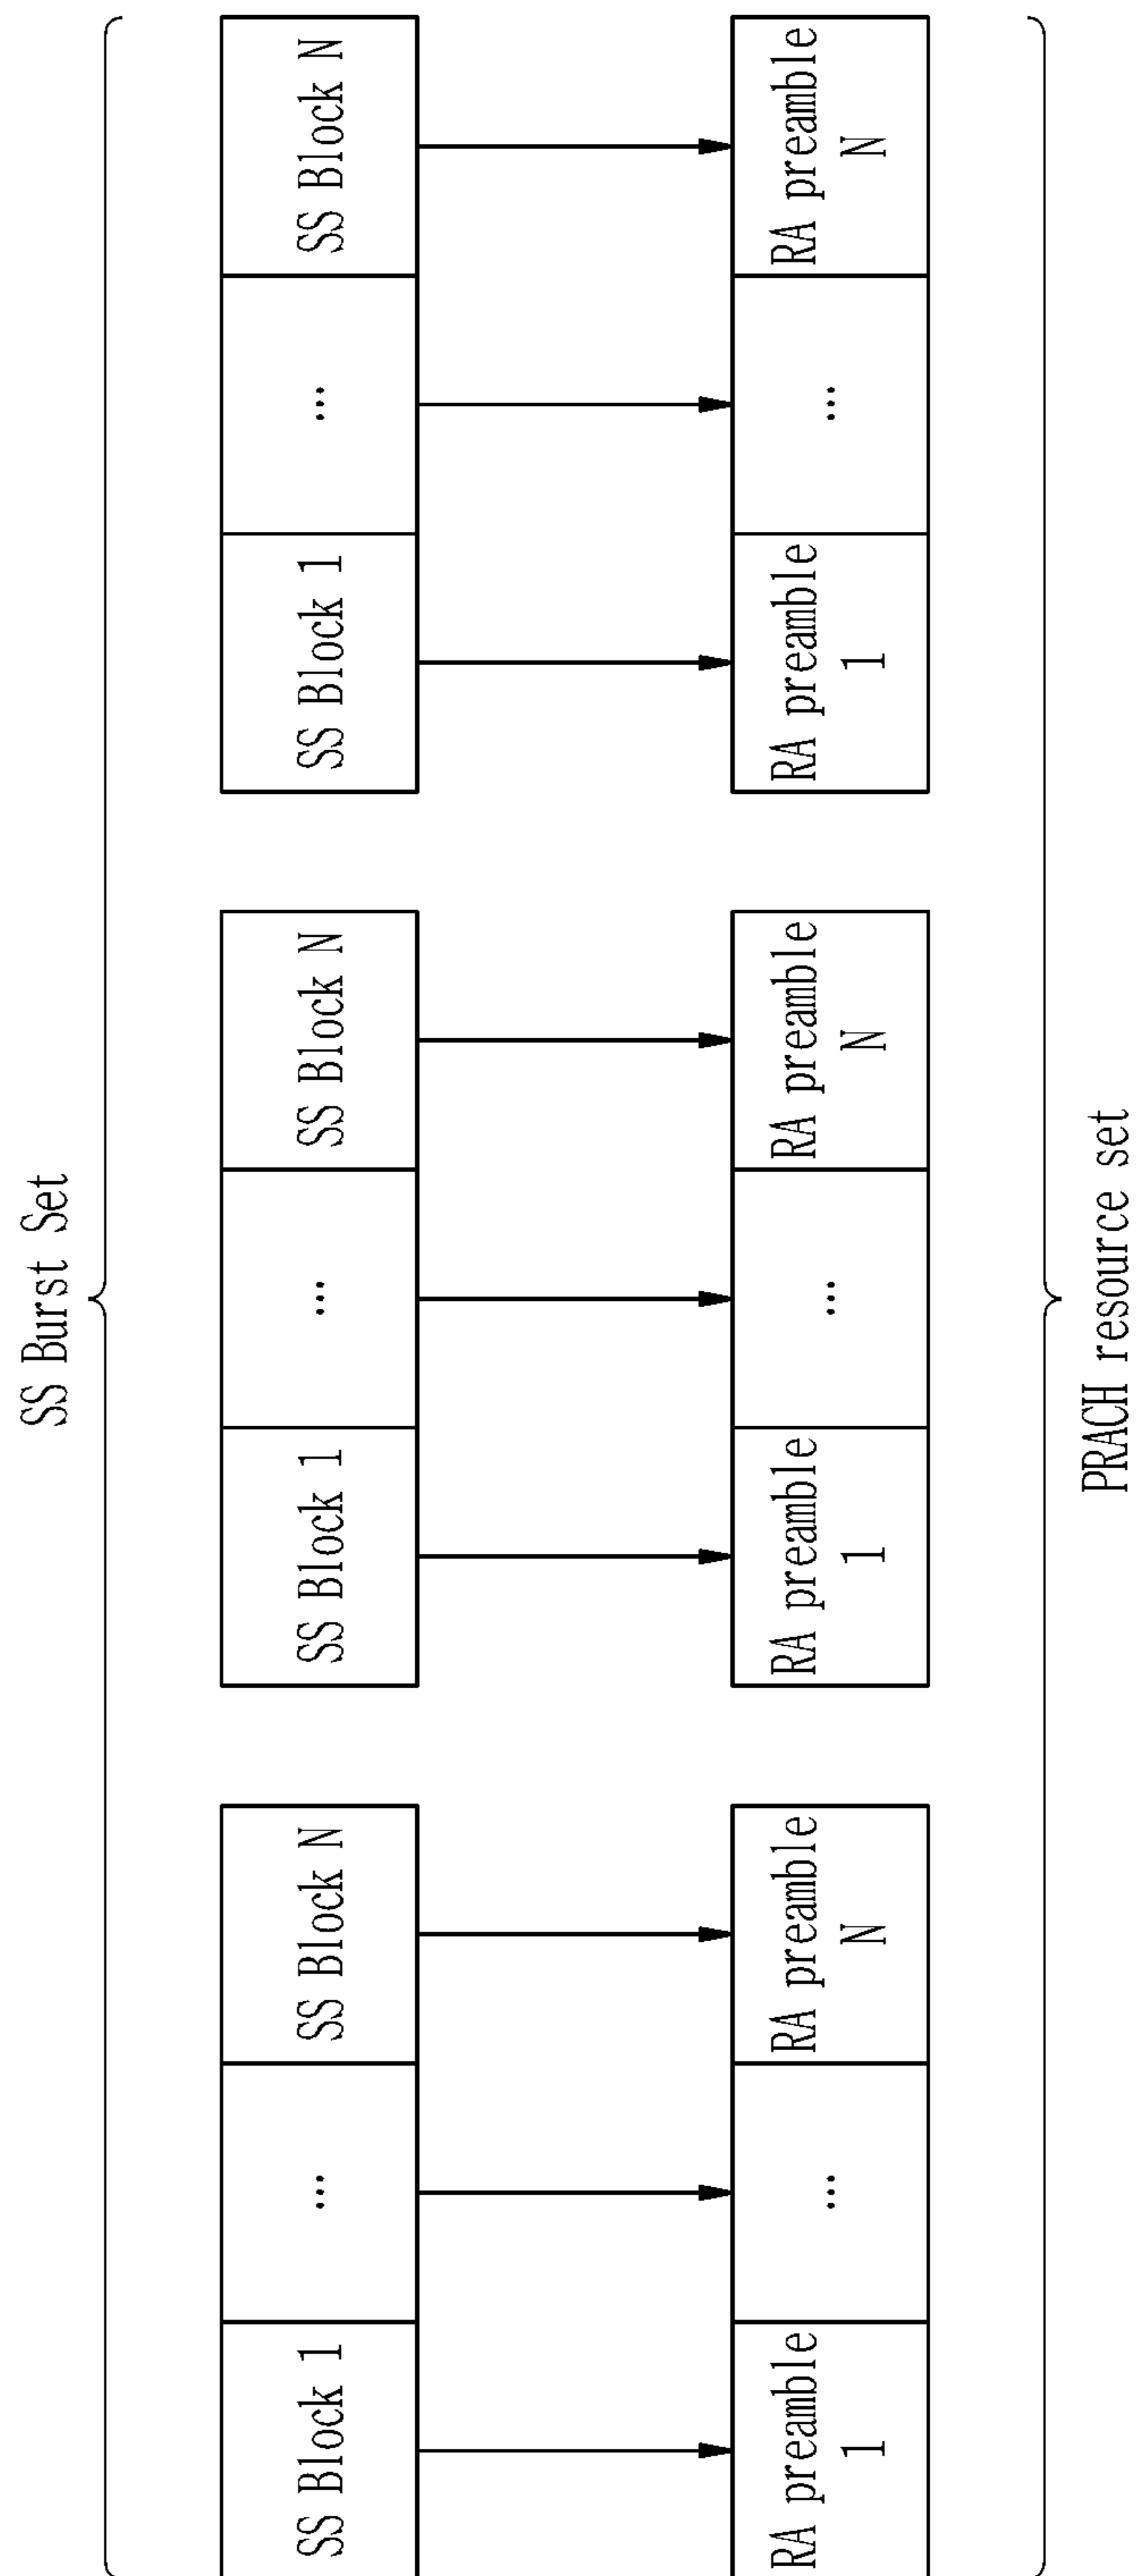 SS Burst Set
SS Block 1
...
SS Block N
SS Block 1
...
SS Block N
SS Block 1
...
SS Block N
RA preamble
1
...
RA preamble
N
RA preamble
1
...
RA preamble
N
RA preamble
1
...
RA preamble
N
PRACH resource set